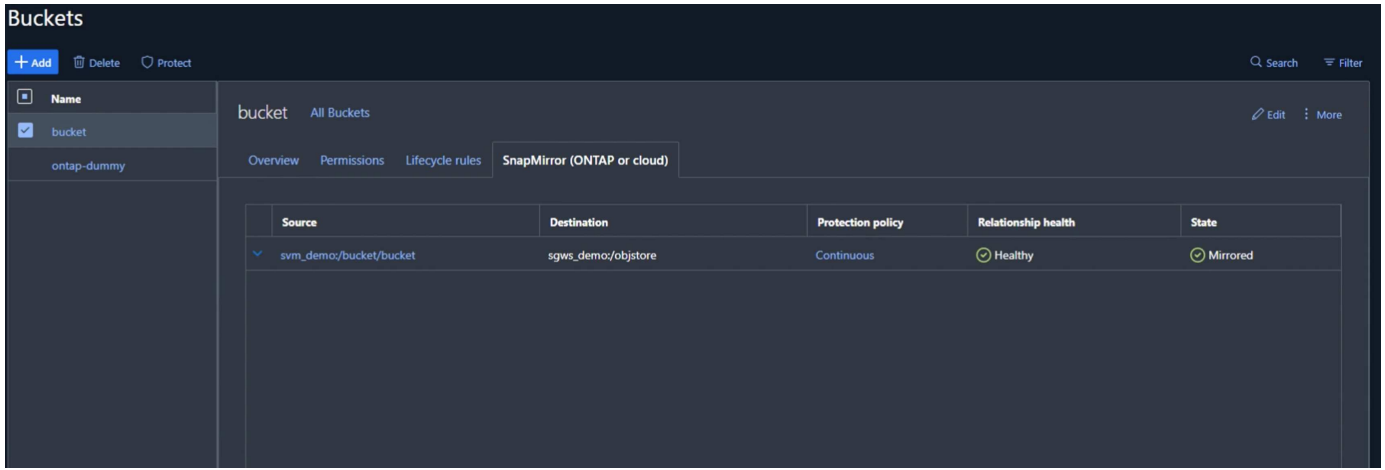 Buckets
Add Delete Protect Search Filter
Name
bucket
ontap-dummy
bucket All Buckets Edit More
Overview Permissions Lifecycle rules SnapMirror (ONTAP or cloud)
Source Destination Protection policy Relationship health State
svm_demo:/bucket/bucket sgws_demo:/objstore Continuous Healthy Mirrored